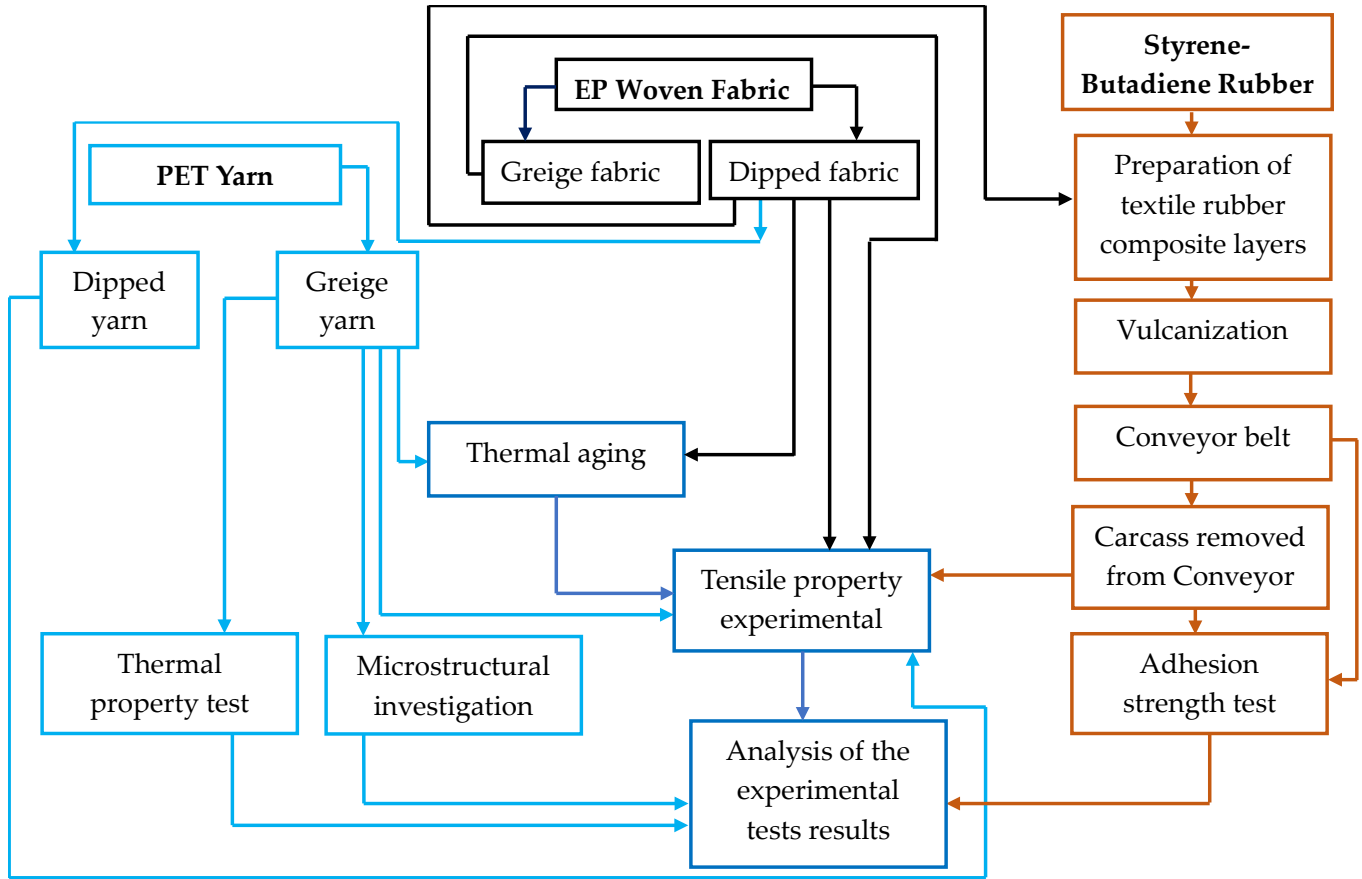 Styrene-
Butadiene Rubber
EP Woven Fabric
PET Yarn
Greige fabric
Dipped fabric
Preparation of
textile rubber
composite layers
Dipped
yarn
Greige
yarn
Vulcanization
Thermal aging
Conveyor belt
Tensile property
experimental
Carcass removed
from Conveyor
Thermal
property test
Microstructural
investigation
Adhesion
strength test
Analysis of the
experimental
tests results